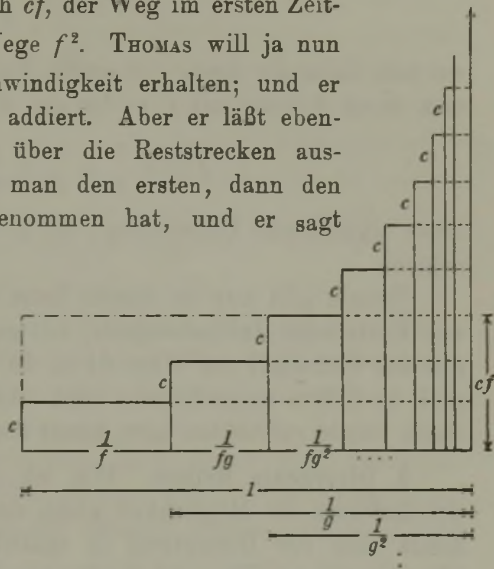 cf, der Weg im ersten Zeit-
ege f². Thomas will ja nun
windigkeit erhalten; und er
addiert. Aber er läßt eben-
über die Reststrecken aus-
man den ersten, dann den
enommen hat, und er sagt
c
c
c
c
c
c
c
cf
1/f
1/fg
1/fg²
....
1
1/g
1/g²